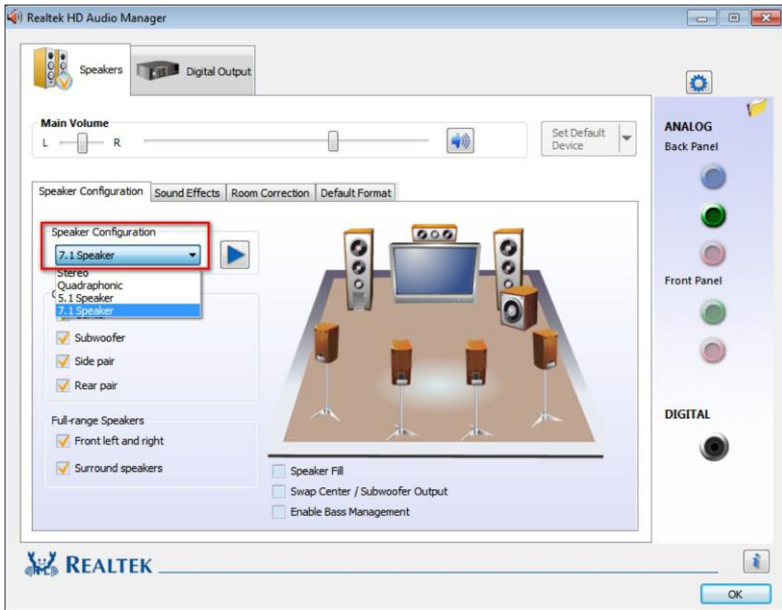 Realtek HD Audio Manager
Speakers
Digital Output
Main Volume
L
R
Set Default
Device
ANALOG
Back Panel
Speaker Configuration
Sound Effects
Room Correction
Default Format
Speaker Configuration
7.1 Speaker
Stereo
Quadraphonic
5.1 Speaker
7.1 Speaker
Subwoofer
Side pair
Rear pair
Full-range Speakers
Front left and right
Surround speakers
Speaker Fill
Swap Center / Subwoofer Output
Enable Bass Management
Front Panel
DIGITAL
REALTEK
i
OK